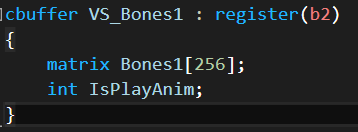 cbuffer VS_Bones1 : register(b2)
{
    matrix Bones1[256];
    int IsPlayAnim;
}